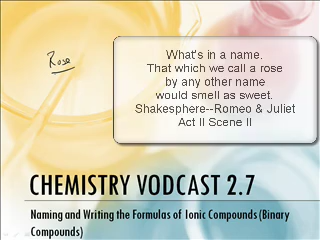 Rose
What's in a name.
That which we call a rose
by any other name
would smell as sweet.
Shakesphere--Romeo & Juliet
Act II Scene II
CHEMISTRY VODCAST 2.7
Naming and Writing the Formulas of Ionic Compounds (Binary
Compounds)